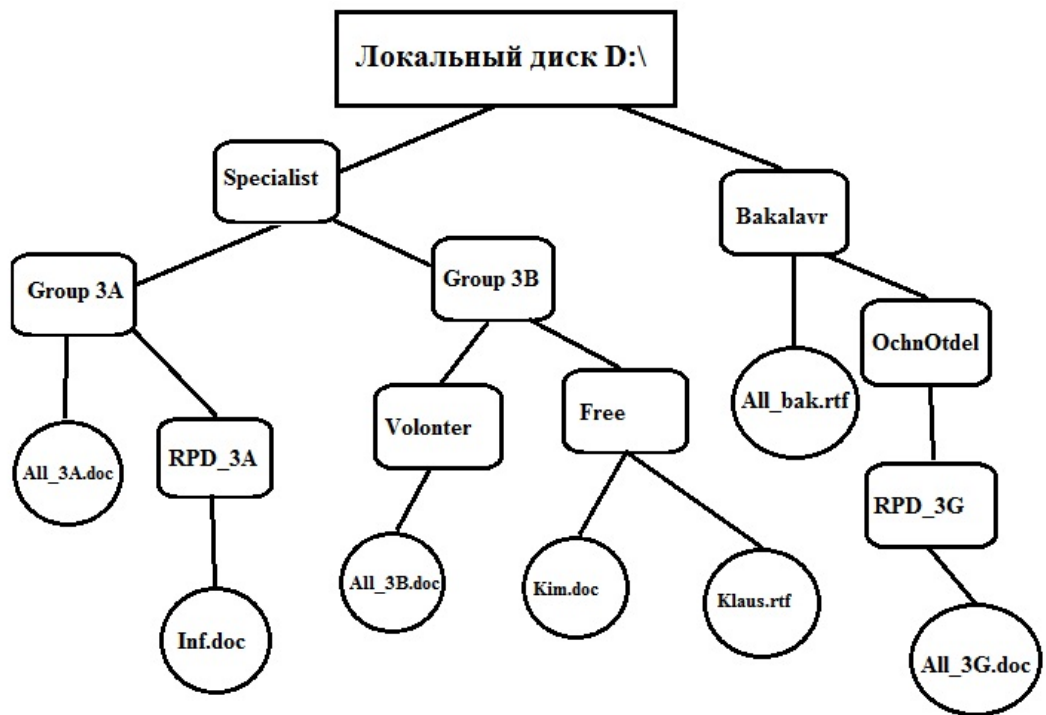 Локальный диск D:\
Specialist
Bakalavr
Group 3A
Group 3B
OchnOtdel
All_bak.rtf
Volonter
Free
All_3A.doc
RPD_3A
RPD_3G
All_3B.doc
Kim.doc
Klaus.rtf
Inf.doc
All_3G.doc